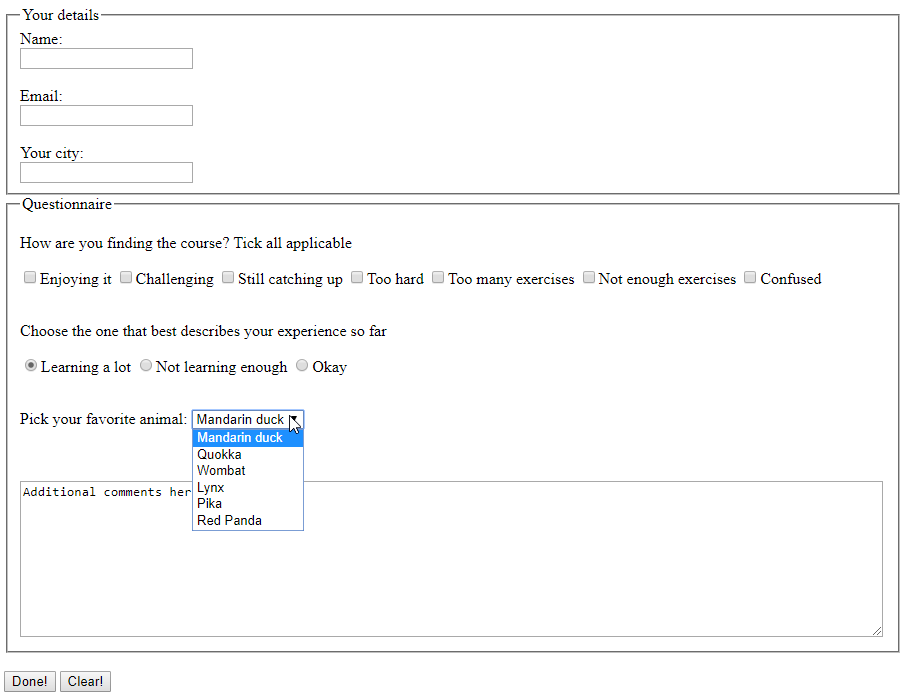 Your details
Name:
Email:
Your city:
Questionnaire
How are you finding the course? Tick all applicable
Enjoying it Challenging Still catching up Too hard Too many exercises Not enough exercises Confused
Choose the one that best describes your experience so far
Learning a lot Not learning enough Okay
Pick your favorite animal: Mandarin duck
Mandarin duck
Quokka
Wombat
Lynx
Pika
Red Panda
Additional comments her
Done! Clear!